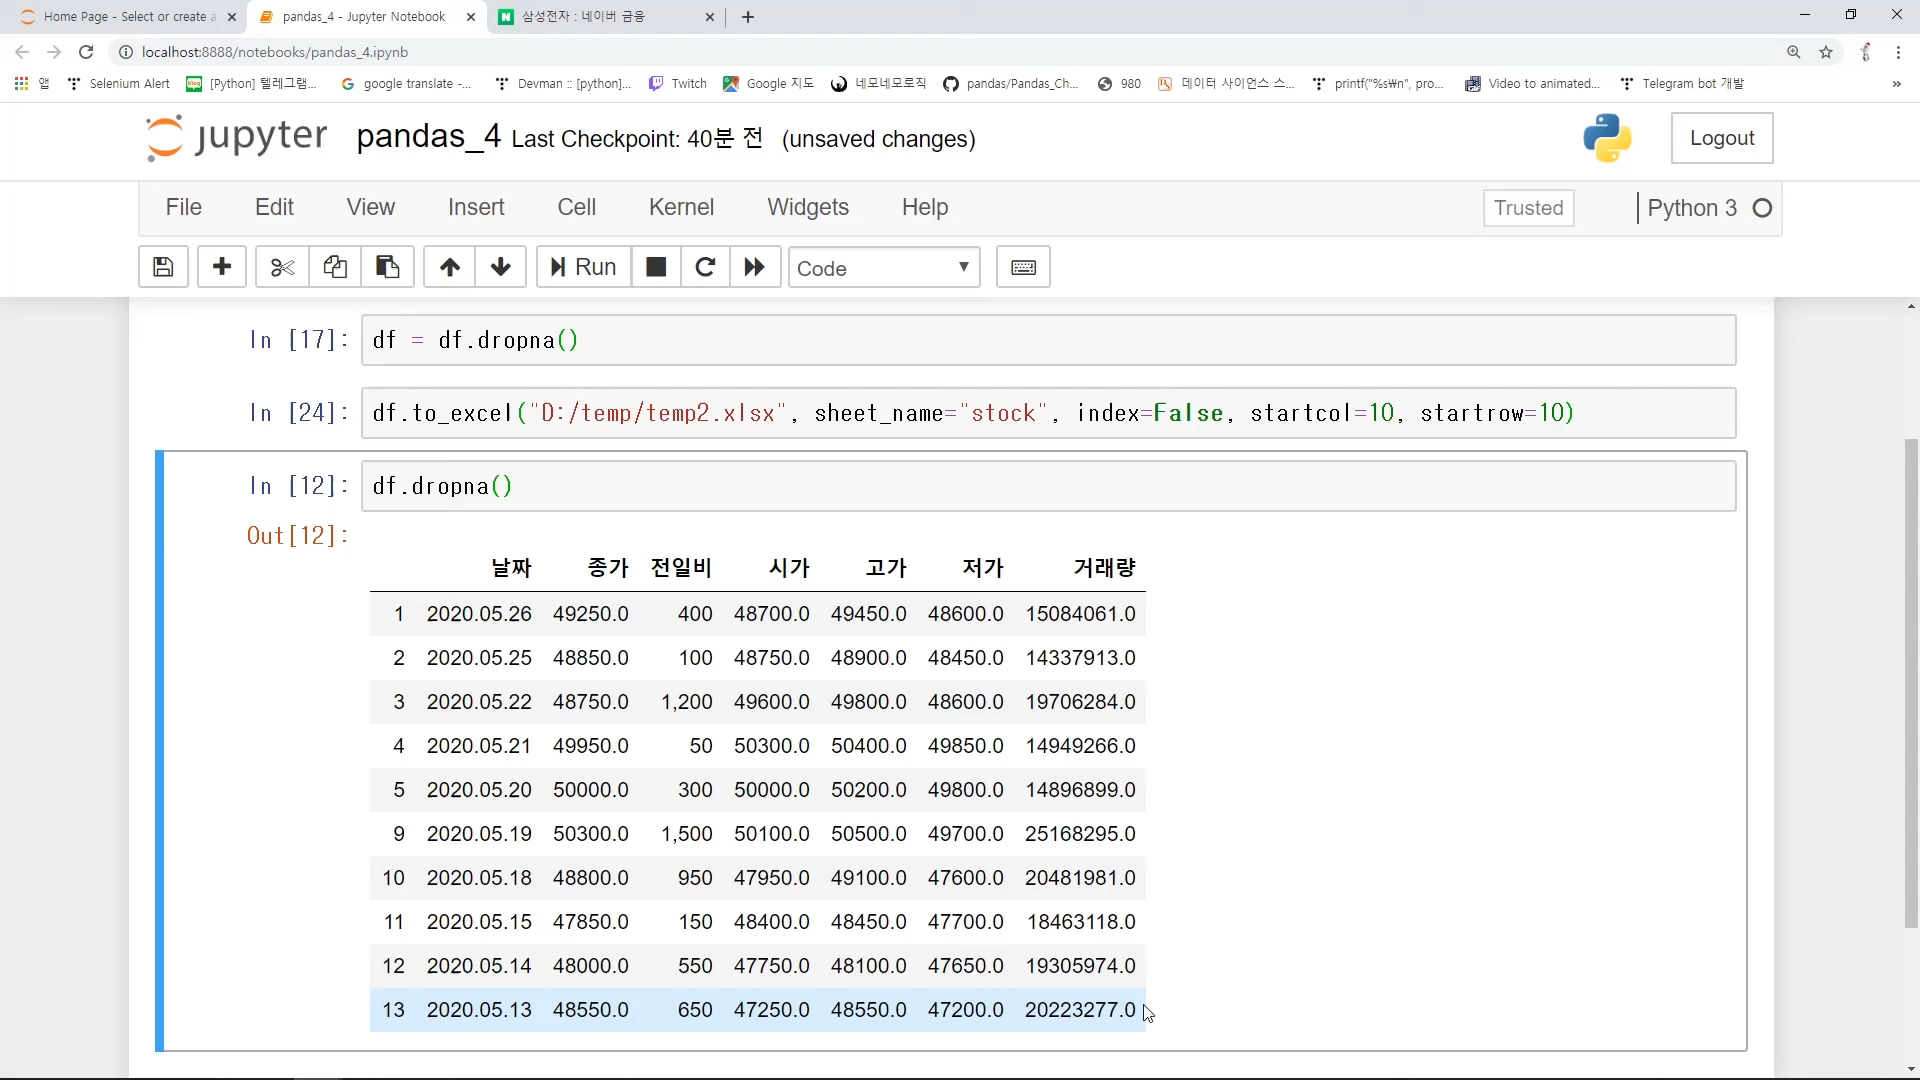 Home Page - Select or create a
pandas_4 - Jupyter Notebook
삼성전자 : 네이버 금융
localhost:8888/notebooks/pandas_4.ipynb
앱 Selenium Alert [Python] 텔레그램... google translate -... Devman :: [python]... Twitch Google 지도 네모네모로직 pandas/Pandas_Ch... 980 데이터 사이언스 스... printf("%s₩n", pro... Video to animated... Telegram bot 개발 »
jupyter pandas_4 Last Checkpoint: 40분 전 (unsaved changes) Logout
File Edit View Insert Cell Kernel Widgets Help Trusted Python 3
Run Code
In [17]: df = df.dropna()
In [24]: df.to_excel("D:/temp/temp2.xlsx", sheet_name="stock", index=False, startcol=10, startrow=10)
In [12]: df.dropna()
Out[12]:
날짜 종가 전일비 시가 고가 저가 거래량
1 2020.05.26 49250.0 400 48700.0 49450.0 48600.0 15084061.0
2 2020.05.25 48850.0 100 48750.0 48900.0 48450.0 14337913.0
3 2020.05.22 48750.0 1,200 49600.0 49800.0 48600.0 19706284.0
4 2020.05.21 49950.0 50 50300.0 50400.0 49850.0 14949266.0
5 2020.05.20 50000.0 300 50000.0 50200.0 49800.0 14896899.0
9 2020.05.19 50300.0 1,500 50100.0 50500.0 49700.0 25168295.0
10 2020.05.18 48800.0 950 47950.0 49100.0 47600.0 20481981.0
11 2020.05.15 47850.0 150 48400.0 48450.0 47700.0 18463118.0
12 2020.05.14 48000.0 550 47750.0 48100.0 47650.0 19305974.0
13 2020.05.13 48550.0 650 47250.0 48550.0 47200.0 20223277.0